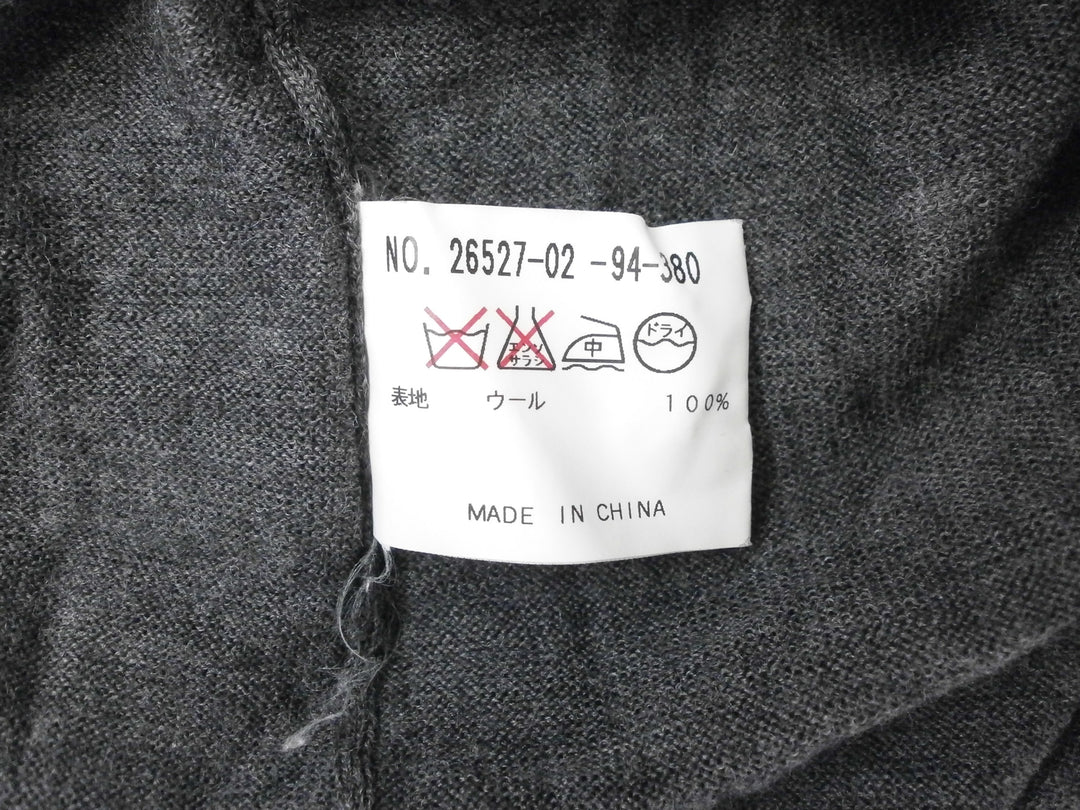 NO. 26527-02 -94-380
エンソ サラシ 中 ドライ
表地 ウール 100%
MADE IN CHINA